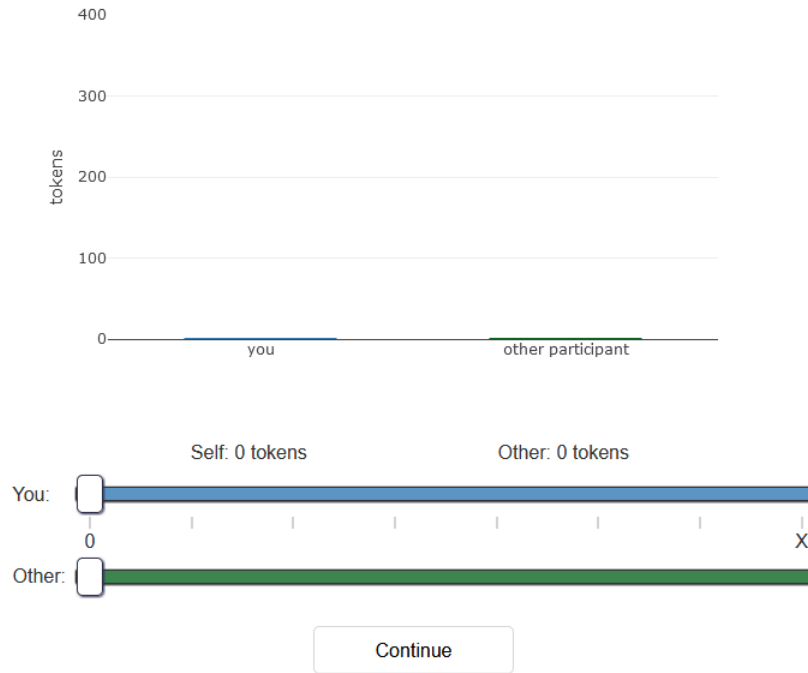 400
300
200
100
0
tokens
you other participant
Self: 0 tokens Other: 0 tokens
You:
0 X
Other:
Continue